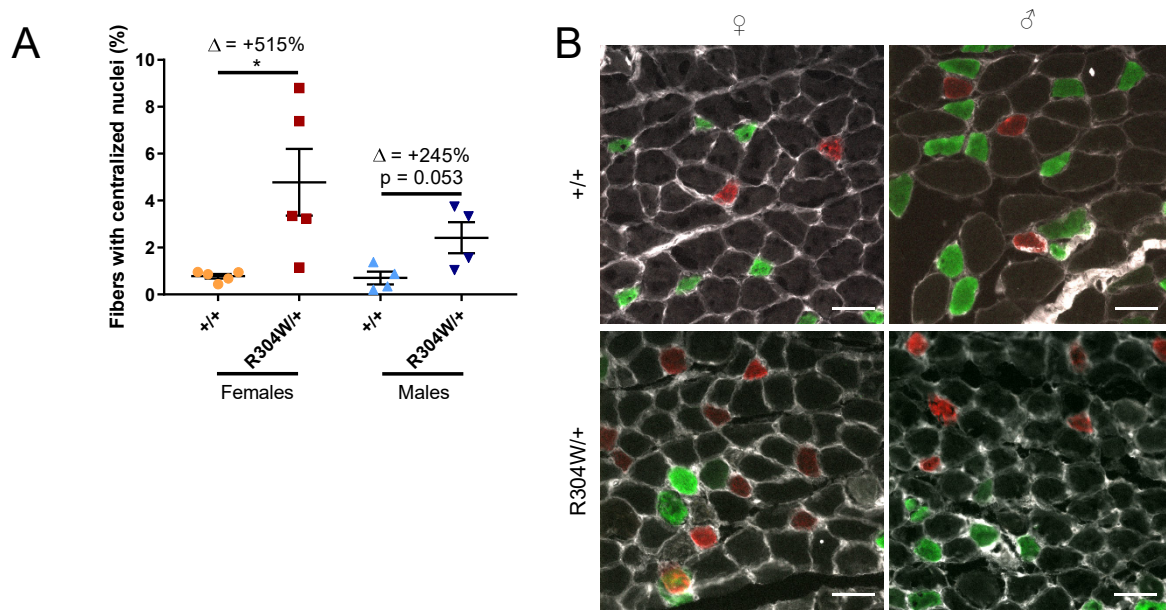 A
Δ = +515%
*
Δ = +245%
p = 0.053
Fibers with centralized nuclei (%)
10
8
6
4
2
0
+/+
R304W/+
+/+
R304W/+
Females
Males
B
♀
♂
+/+
R304W/+